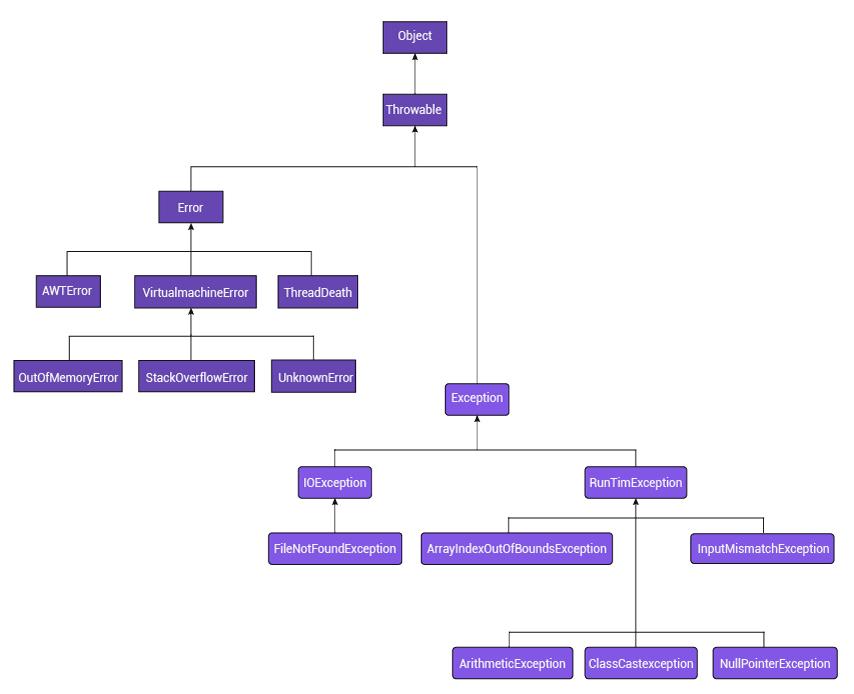 Object
Throwable
Error
AWTError
VirtualmachineError
ThreadDeath
OutOfMemoryError
StackOverflowError
UnknownError
Exception
IOException
RunTimException
FileNotFoundException
ArrayIndexOutOfBoundsException
InputMismatchException
ArithmeticException
ClassCastexception
NullPointerException